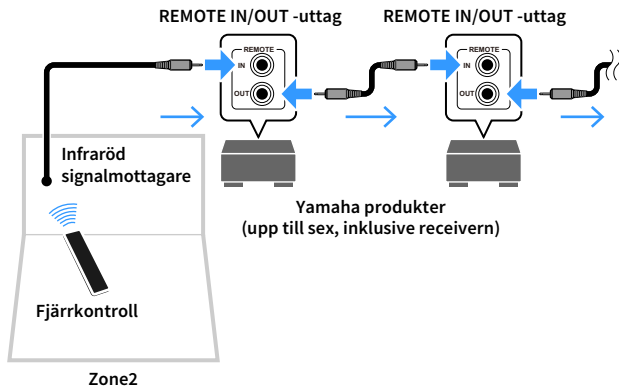 REMOTE IN/OUT -uttag
REMOTE IN/OUT -uttag
REMOTE
IN
OUT
REMOTE
IN
OUT
Infraröd
signalmottagare
Yamaha produkter
(upp till sex, inklusive receivern)
Fjärrkontroll
Zone2